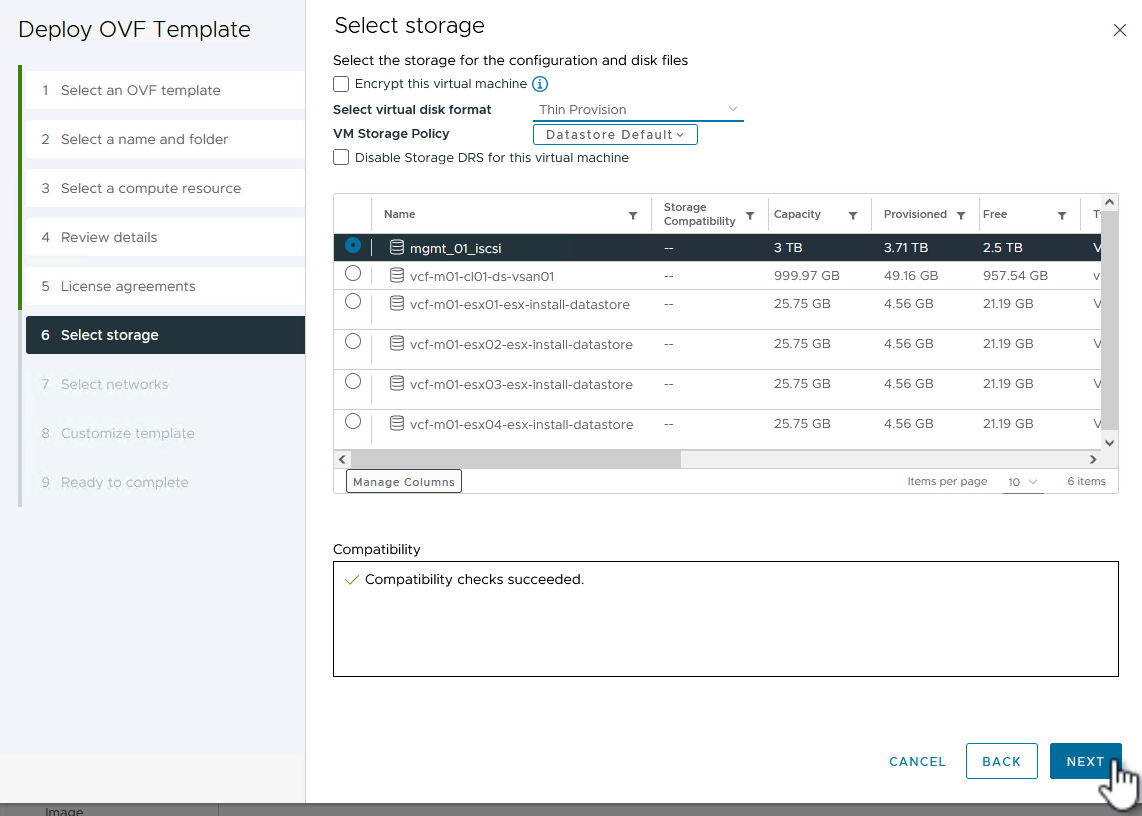 Deploy OVF Template
1 Select an OVF template
2 Select a name and folder
3 Select a compute resource
4 Review details
5 License agreements
6 Select storage
7 Select networks
8 Customize template
9 Ready to complete
Select storage
Select the storage for the configuration and disk files
Encrypt this virtual machine
Select virtual disk format Thin Provision
VM Storage Policy Datastore Default
Disable Storage DRS for this virtual machine
Name Storage Compatibility Capacity Provisioned Free
mgmt_01_iscsi -- 3 TB 3.71 TB 2.5 TB V
vcf-m01-cl01-ds-vsan01 -- 999.97 GB 49.16 GB 957.54 GB v
vcf-m01-esx01-esx-install-datastore -- 25.75 GB 4.56 GB 21.19 GB V
vcf-m01-esx02-esx-install-datastore -- 25.75 GB 4.56 GB 21.19 GB V
vcf-m01-esx03-esx-install-datastore -- 25.75 GB 4.56 GB 21.19 GB V
vcf-m01-esx04-esx-install-datastore -- 25.75 GB 4.56 GB 21.19 GB V
Manage Columns Items per page 10 6 items
Compatibility
Compatibility checks succeeded.
CANCEL BACK NEXT
Image